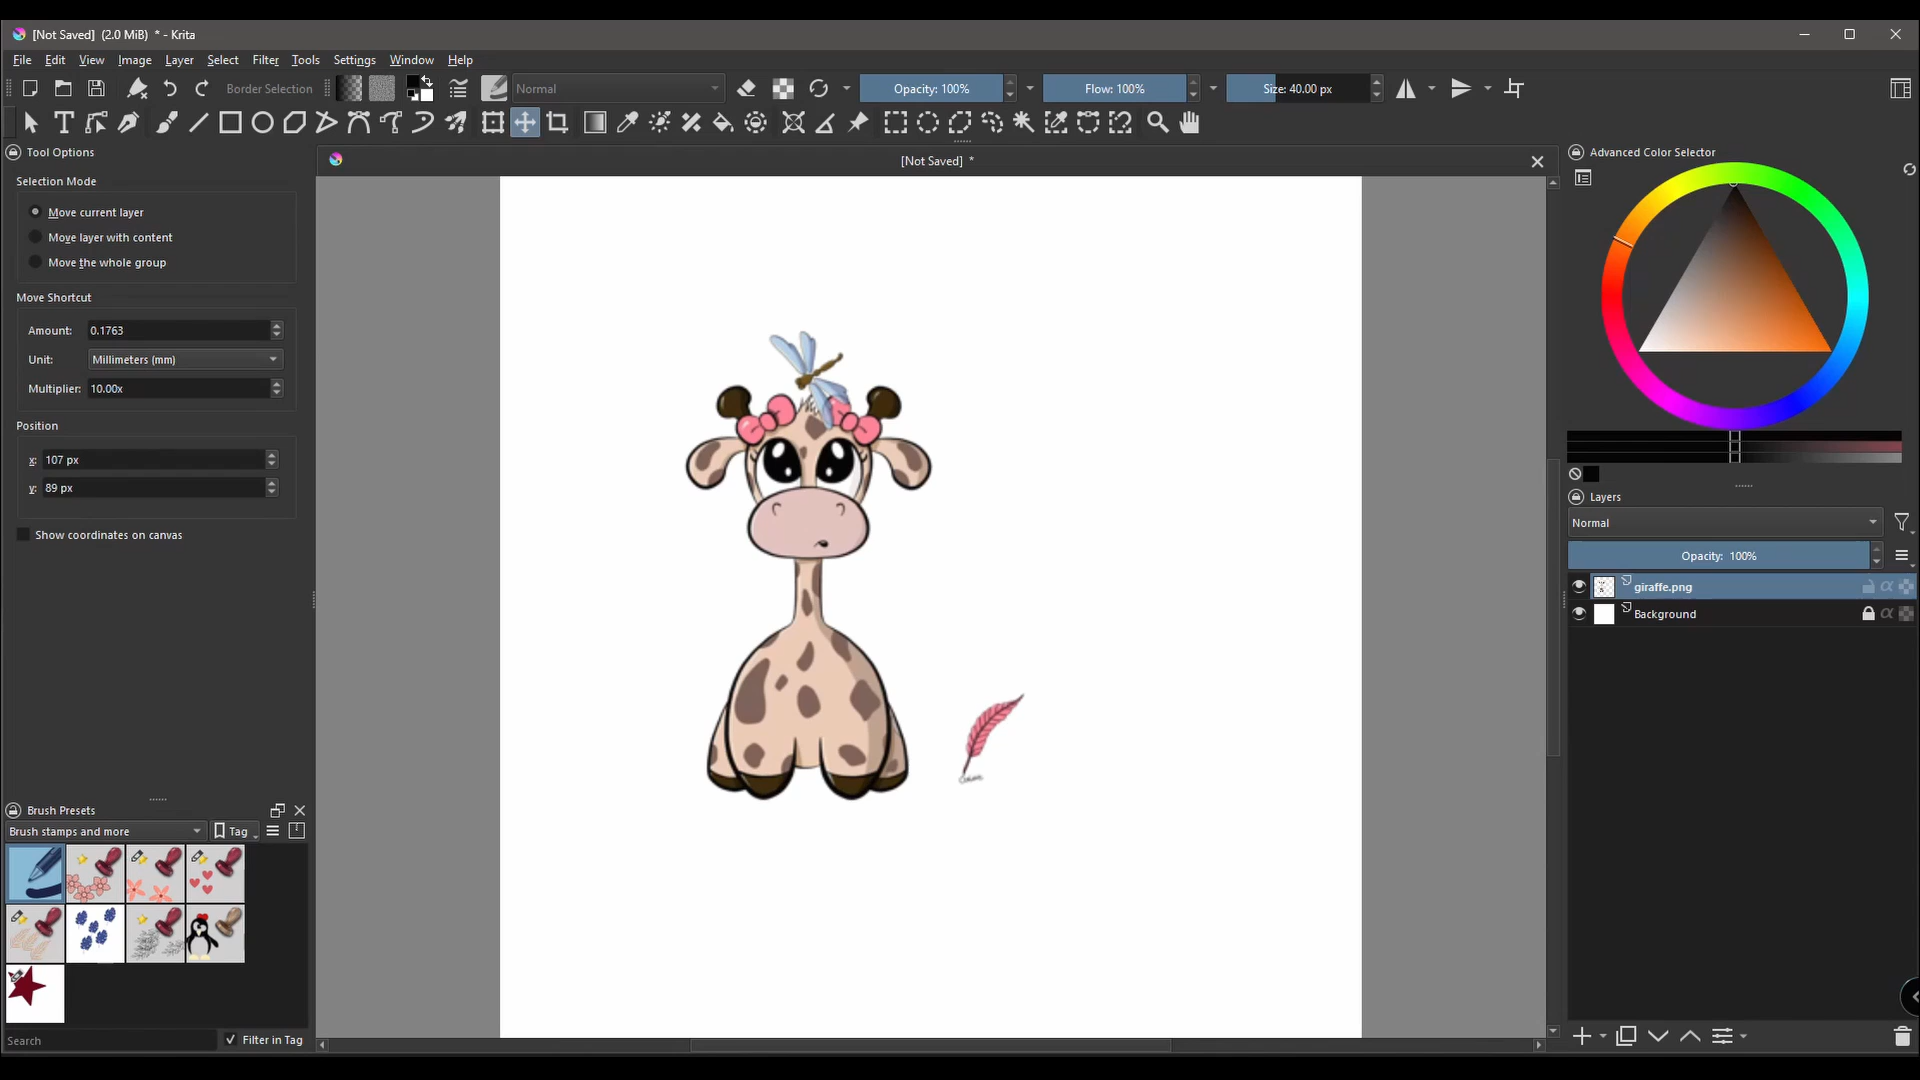 [Not Saved] (2.0 MiB) * - Krita
File Edit View Image Layer Select Filter Tools Settings Window Help
Border Selection Normal Opacity: 100% Flow: 100% Size: 40.00 px
Tool Options
[Not Saved] *
Advanced Color Selector
Selection Mode
Move current layer
Move layer with content
Move the whole group
Move Shortcut
Amount: 0.1763
Unit: Millimeters (mm)
Multiplier: 10.00x
Position
x: 107 px
y: 89 px
Show coordinates on canvas
Layers
Normal
Opacity: 100%
giraffe.png
Background
Brush Presets
Brush stamps and more Tag
Search Filter in Tag